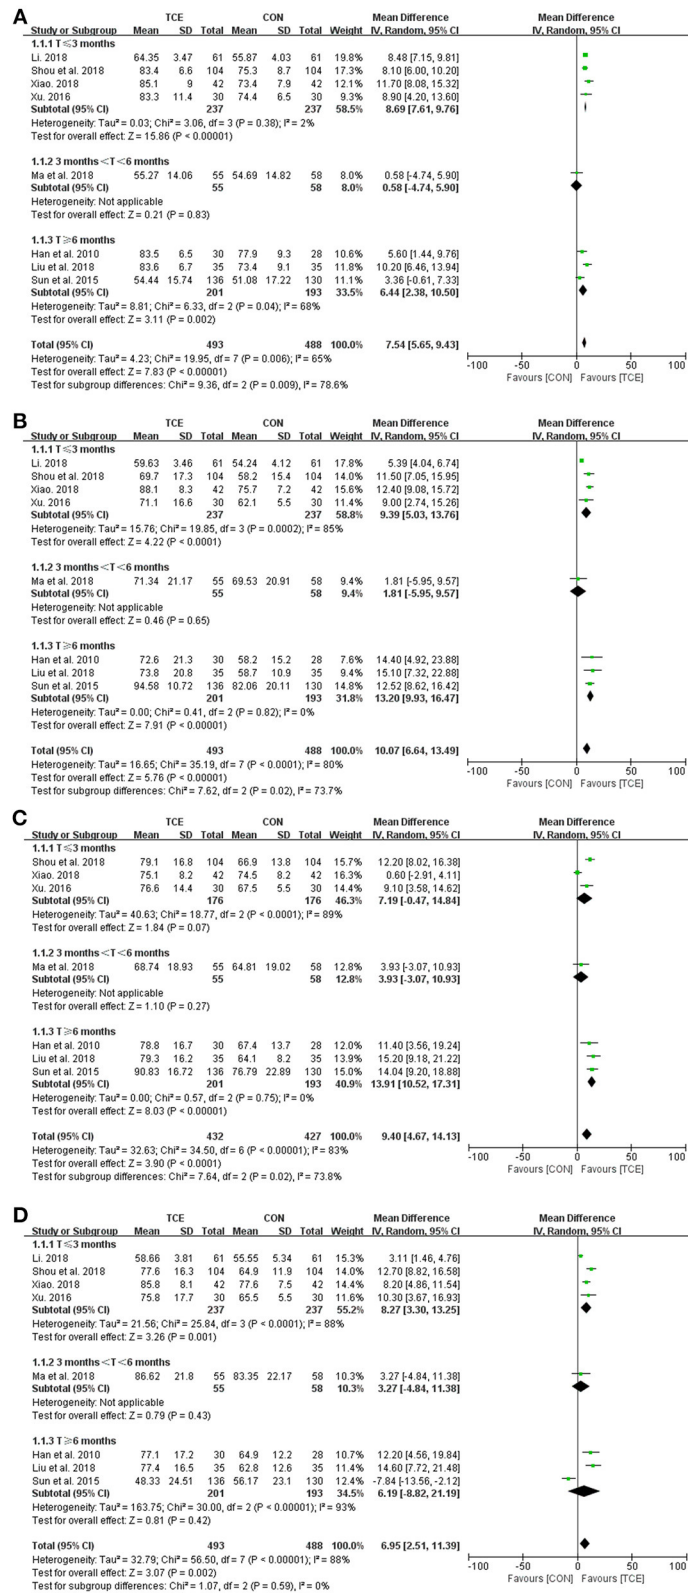 A
TCE CON Mean Difference Mean Difference
Study or Subgroup Mean SD Total Mean SD Total Weight IV, Random, 95% CI IV, Random, 95% CI
1.1.1 T≤3 months
Li. 2018 64.35 3.47 61 55.87 4.03 61 19.8% 8.48 [7.15, 9.81]
Shou et al. 2018 83.4 6.6 104 75.3 8.7 104 17.3% 8.10 [6.00, 10.20]
Xiao. 2018 85.1 9 42 73.4 7.9 42 12.1% 11.70 [8.08, 15.32]
Xu. 2016 83.3 11.4 30 74.4 6.5 30 9.3% 8.90 [4.20, 13.60]
Subtotal (95% CI) 237 237 58.5% 8.69 [7.61, 9.76]
Heterogeneity: Tau² = 0.03; Chi² = 3.06, df = 3 (P = 0.38); I² = 2%
Test for overall effect: Z = 15.86 (P < 0.00001)
1.1.2 3 months<T<6 months
Ma et al. 2018 55.27 14.06 55 54.69 14.82 58 8.0% 0.58 [-4.74, 5.90]
Subtotal (95% CI) 55 58 8.0% 0.58 [-4.74, 5.90]
Heterogeneity: Not applicable
Test for overall effect: Z = 0.21 (P = 0.83)
1.1.3 T≥6 months
Han et al. 2010 83.5 6.5 30 77.9 9.3 28 10.6% 5.60 [1.44, 9.76]
Liu et al. 2018 83.6 6.7 35 73.4 9.1 35 11.8% 10.20 [6.46, 13.94]
Sun et al. 2015 54.44 15.74 136 51.08 17.22 130 11.1% 3.36 [-0.61, 7.33]
Subtotal (95% CI) 201 193 33.5% 6.44 [2.38, 10.50]
Heterogeneity: Tau² = 8.81; Chi² = 6.33, df = 2 (P = 0.04); I² = 68%
Test for overall effect: Z = 3.11 (P = 0.002)
Total (95% CI) 493 488 100.0% 7.54 [5.65, 9.43]
Heterogeneity: Tau² = 4.23; Chi² = 19.95, df = 7 (P = 0.006); I² = 65%
Test for overall effect: Z = 7.83 (P < 0.00001)
Test for subgroup differences: Chi² = 9.36, df = 2 (P = 0.009), I² = 78.6%
-100 -50 0 50 100
Favours [CON] Favours [TCE]
B
TCE CON Mean Difference Mean Difference
Study or Subgroup Mean SD Total Mean SD Total Weight IV, Random, 95% CI IV, Random, 95% CI
1.1.1 T≤3 months
Li. 2018 59.63 3.46 61 54.24 4.12 61 17.8% 5.39 [4.04, 6.74]
Shou et al. 2018 69.7 17.3 104 58.2 15.4 104 14.0% 11.50 [7.05, 15.95]
Xiao. 2018 88.1 8.3 42 75.7 7.2 42 15.6% 12.40 [9.08, 15.72]
Xu. 2016 71.1 16.6 30 62.1 5.5 30 11.4% 9.00 [2.74, 15.26]
Subtotal (95% CI) 237 237 58.8% 9.39 [5.03, 13.76]
Heterogeneity: Tau² = 15.76; Chi² = 19.85, df = 3 (P = 0.0002); I² = 85%
Test for overall effect: Z = 4.22 (P < 0.0001)
1.1.2 3 months<T<6 months
Ma et al. 2018 71.34 21.17 55 69.53 20.91 58 9.4% 1.81 [-5.95, 9.57]
Subtotal (95% CI) 55 58 9.4% 1.81 [-5.95, 9.57]
Heterogeneity: Not applicable
Test for overall effect: Z = 0.46 (P = 0.65)
1.1.3 T≥6 months
Han et al. 2010 72.6 21.3 30 58.2 15.2 28 7.6% 14.40 [4.92, 23.88]
Liu et al. 2018 73.8 20.8 35 58.7 10.9 35 9.4% 15.10 [7.32, 22.88]
Sun et al. 2015 94.58 10.72 136 82.06 20.11 130 14.8% 12.52 [8.62, 16.42]
Subtotal (95% CI) 201 193 31.8% 13.20 [9.93, 16.47]
Heterogeneity: Tau² = 0.00; Chi² = 0.41, df = 2 (P = 0.82); I² = 0%
Test for overall effect: Z = 7.91 (P < 0.00001)
Total (95% CI) 493 488 100.0% 10.07 [6.64, 13.49]
Heterogeneity: Tau² = 16.65; Chi² = 35.19, df = 7 (P < 0.0001); I² = 80%
Test for overall effect: Z = 5.76 (P < 0.00001)
Test for subgroup differences: Chi² = 7.62, df = 2 (P = 0.02), I² = 73.7%
-100 -50 0 50 100
Favours [CON] Favours [TCE]
C
TCE CON Mean Difference Mean Difference
Study or Subgroup Mean SD Total Mean SD Total Weight IV, Random, 95% CI IV, Random, 95% CI
1.1.1 T≤3 months
Shou et al. 2018 79.1 16.8 104 66.9 13.8 104 15.7% 12.20 [8.02, 16.38]
Xiao. 2018 75.1 8.2 42 74.5 8.2 42 16.3% 0.60 [-2.91, 4.11]
Xu. 2016 76.6 14.4 30 67.5 5.5 30 14.4% 9.10 [3.58, 14.62]
Subtotal (95% CI) 176 176 46.3% 7.19 [-0.47, 14.84]
Heterogeneity: Tau² = 40.63; Chi² = 18.77, df = 2 (P < 0.0001); I² = 89%
Test for overall effect: Z = 1.84 (P = 0.07)
1.1.2 3 months<T<6 months
Ma et al. 2018 68.74 18.93 55 64.81 19.02 58 12.8% 3.93 [-3.07, 10.93]
Subtotal (95% CI) 55 58 12.8% 3.93 [-3.07, 10.93]
Heterogeneity: Not applicable
Test for overall effect: Z = 1.10 (P = 0.27)
1.1.3 T≥6 months
Han et al. 2010 78.8 16.7 30 67.4 13.7 28 12.0% 11.40 [3.56, 19.24]
Liu et al. 2018 79.3 16.2 35 64.1 8.2 35 13.9% 15.20 [9.18, 21.22]
Sun et al. 2015 90.83 16.72 136 76.79 22.89 130 15.0% 14.04 [9.20, 18.88]
Subtotal (95% CI) 201 193 40.9% 13.91 [10.52, 17.31]
Heterogeneity: Tau² = 0.00; Chi² = 0.57, df = 2 (P = 0.75); I² = 0%
Test for overall effect: Z = 8.03 (P < 0.00001)
Total (95% CI) 432 427 100.0% 9.40 [4.67, 14.13]
Heterogeneity: Tau² = 32.63; Chi² = 34.50, df = 6 (P < 0.00001); I² = 83%
Test for overall effect: Z = 3.90 (P < 0.0001)
Test for subgroup differences: Chi² = 7.64, df = 2 (P = 0.02), I² = 73.8%
-100 -50 0 50 100
Favours [CON] Favours [TCE]
D
TCE CON Mean Difference Mean Difference
Study or Subgroup Mean SD Total Mean SD Total Weight IV, Random, 95% CI IV, Random, 95% CI
1.1.1 T≤3 months
Li. 2018 58.66 3.81 61 55.55 5.34 61 15.3% 3.11 [1.46, 4.76]
Shou et al. 2018 77.6 16.3 104 64.9 11.9 104 14.0% 12.70 [8.82, 16.58]
Xiao. 2018 85.8 8.1 42 77.6 7.5 42 14.4% 8.20 [4.86, 11.54]
Xu. 2016 75.8 17.7 30 65.5 5.5 30 11.6% 10.30 [3.67, 16.93]
Subtotal (95% CI) 237 237 55.2% 8.27 [3.30, 13.25]
Heterogeneity: Tau² = 21.56; Chi² = 25.84, df = 3 (P < 0.0001); I² = 88%
Test for overall effect: Z = 3.26 (P = 0.001)
1.1.2 3 months<T<6 months
Ma et al. 2018 86.62 21.8 55 83.35 22.17 58 10.3% 3.27 [-4.84, 11.38]
Subtotal (95% CI) 55 58 10.3% 3.27 [-4.84, 11.38]
Heterogeneity: Not applicable
Test for overall effect: Z = 0.79 (P = 0.43)
1.1.3 T≥6 months
Han et al. 2010 77.1 17.2 30 64.9 12.2 28 10.7% 12.20 [4.56, 19.84]
Liu et al. 2018 77.4 16.5 35 62.8 12.6 35 11.4% 14.60 [7.72, 21.48]
Sun et al. 2015 48.33 24.51 136 56.17 23.1 130 12.4% -7.84 [-13.56, -2.12]
Subtotal (95% CI) 201 193 34.5% 6.19 [-8.82, 21.19]
Heterogeneity: Tau² = 163.75; Chi² = 30.00, df = 2 (P < 0.00001); I² = 93%
Test for overall effect: Z = 0.81 (P = 0.42)
Total (95% CI) 493 488 100.0% 6.95 [2.51, 11.39]
Heterogeneity: Tau² = 32.79; Chi² = 56.50, df = 7 (P < 0.00001); I² = 88%
Test for overall effect: Z = 3.07 (P = 0.002)
Test for subgroup differences: Chi² = 1.07, df = 2 (P = 0.59), I² = 0%
-100 -50 0 50 100
Favours [CON] Favours [TCE]